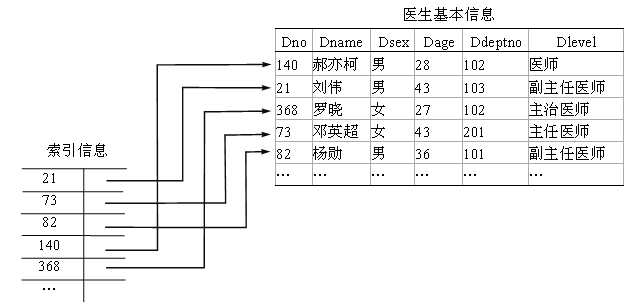 医生基本信息
Dno Dname Dsex Dage Ddeptno Dlevel
140 郝亦柯 男 28 102 医师
21 刘伟 男 43 103 副主任医师
368 罗晓 女 27 102 主治医师
73 邓英超 女 43 201 主任医师
82 杨勋 男 36 101 副主任医师
… … … … … …
索引信息
21
73
82
140
368
…